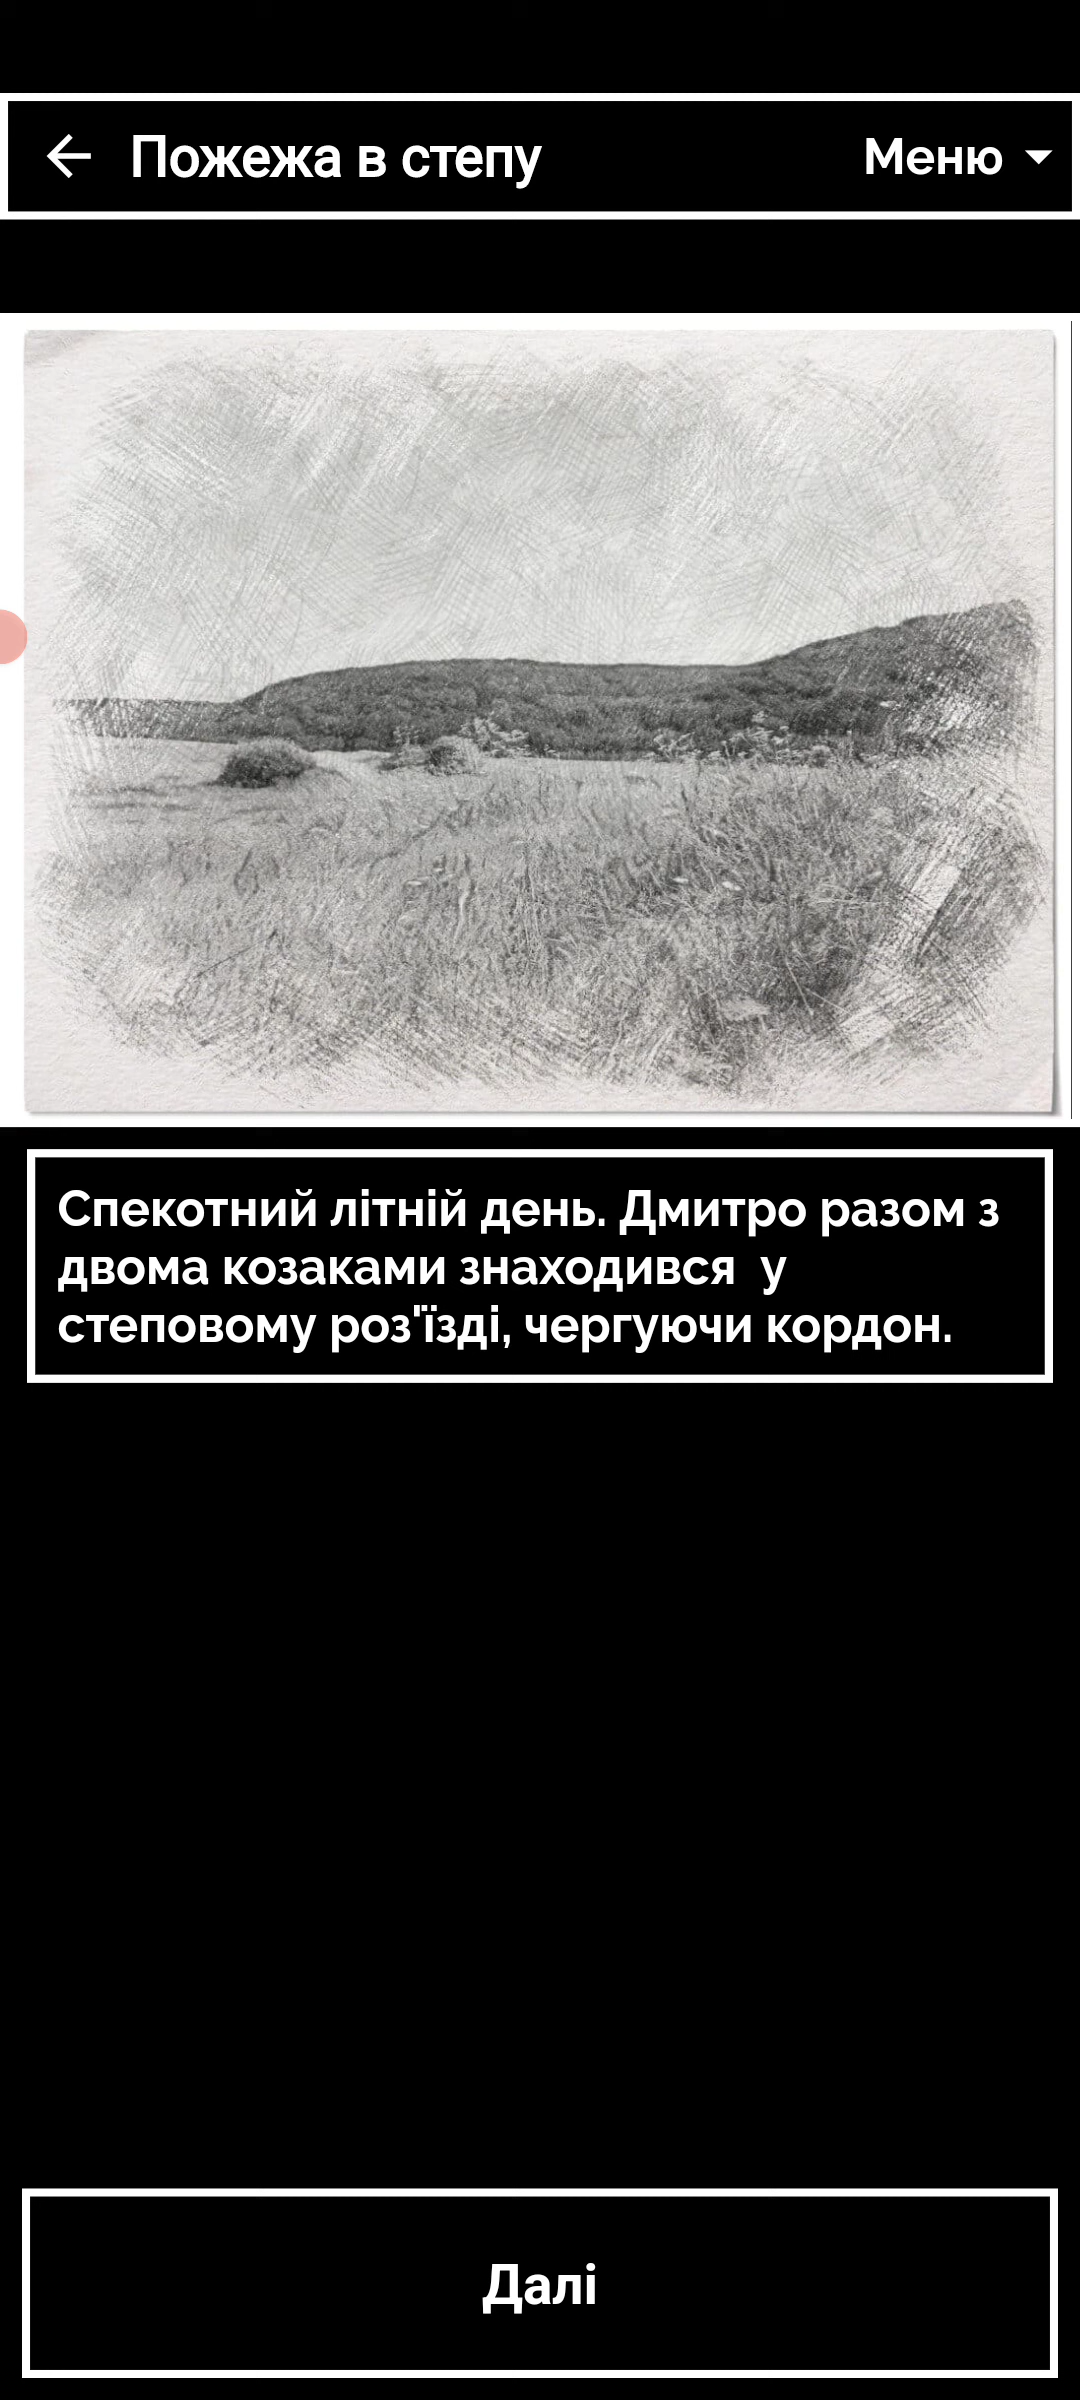 Пожежа в степу
Меню
Спекотний літній день. Дмитро разом з
двома козаками знаходився  у
степовому роз'їзді, чергуючи кордон.
Далі